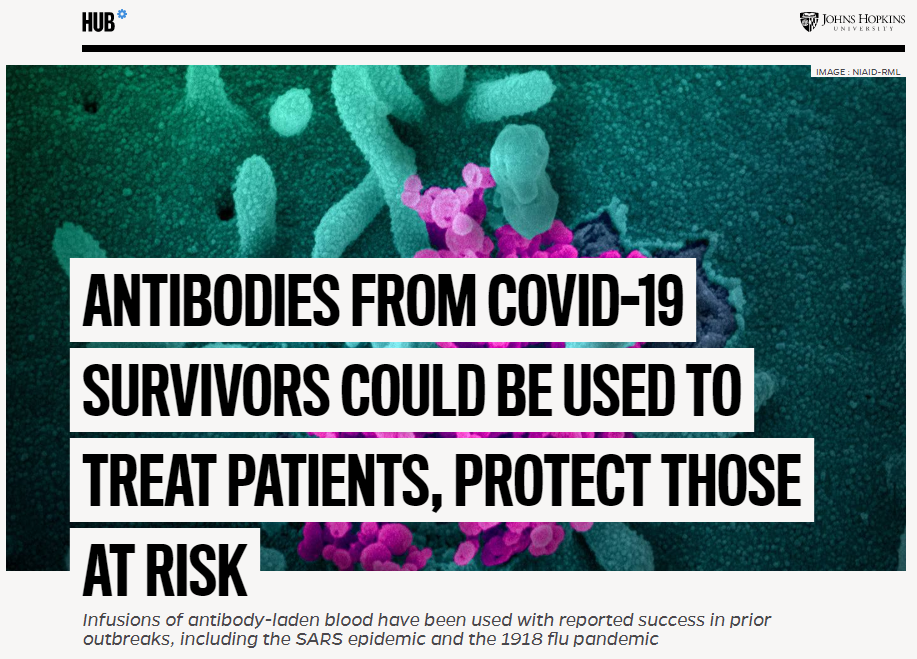 HUB
JOHNS HOPKINS
UNIVERSITY
IMAGE : NIAID-RML
ANTIBODIES FROM COVID-19
SURVIVORS COULD BE USED TO
TREAT PATIENTS, PROTECT THOSE
AT RISK
Infusions of antibody-laden blood have been used with reported success in prior
outbreaks, including the SARS epidemic and the 1918 flu pandemic